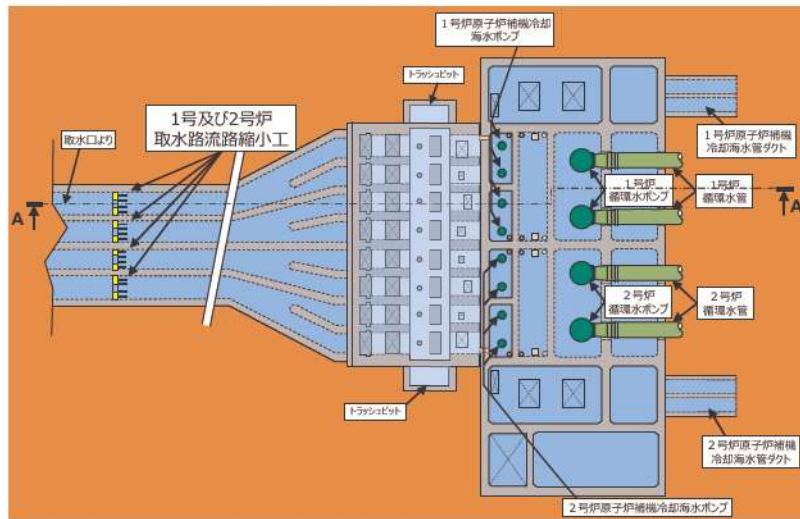 1号炉原子炉補機冷却
海水ポンプ
トラッシュピット
1号及び2号炉
取水路流路縮小工
取水口より
1号炉原子炉補機
冷却海水管ダクト
A
A
1号炉
循環水ポンプ
1号炉
循環水管
2号炉
循環水ポンプ
2号炉
循環水管
トラッシュピット
2号炉原子炉補機
冷却海水管ダクト
2号炉原子炉補機冷却海水ポンプ